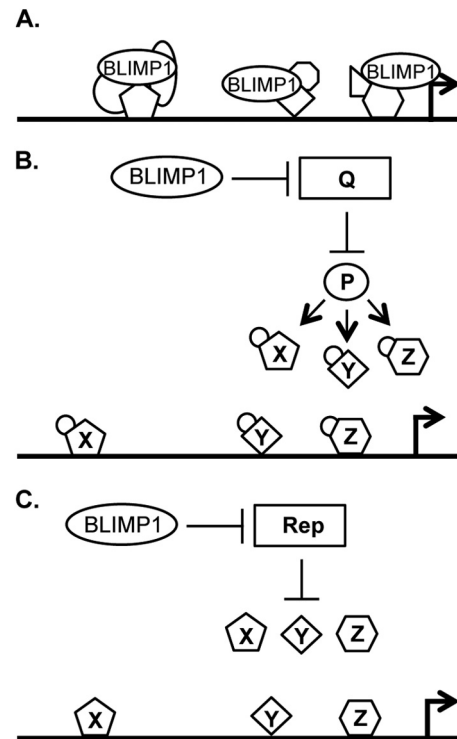 A.
BLIMP1 BLIMP1 BLIMP1
B.
BLIMP1 Q
P
X Y Z
X Y Z
C.
BLIMP1 Rep
X Y Z
X Y Z